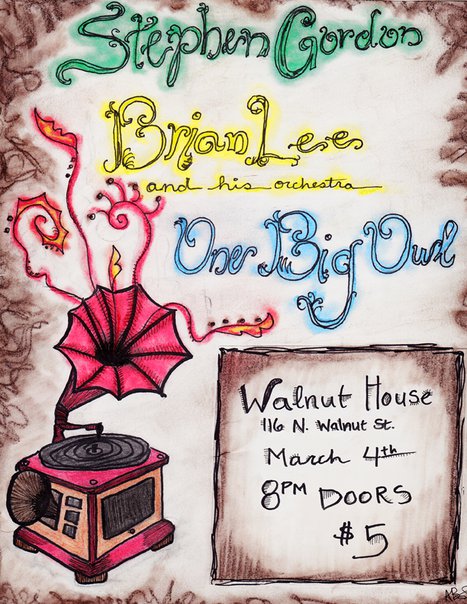 Stephen Gordon
Brian Lee
and his orchestra
One Big Owl
Walnut House
116 N. Walnut St.
March 4th
8PM DOORS
$5